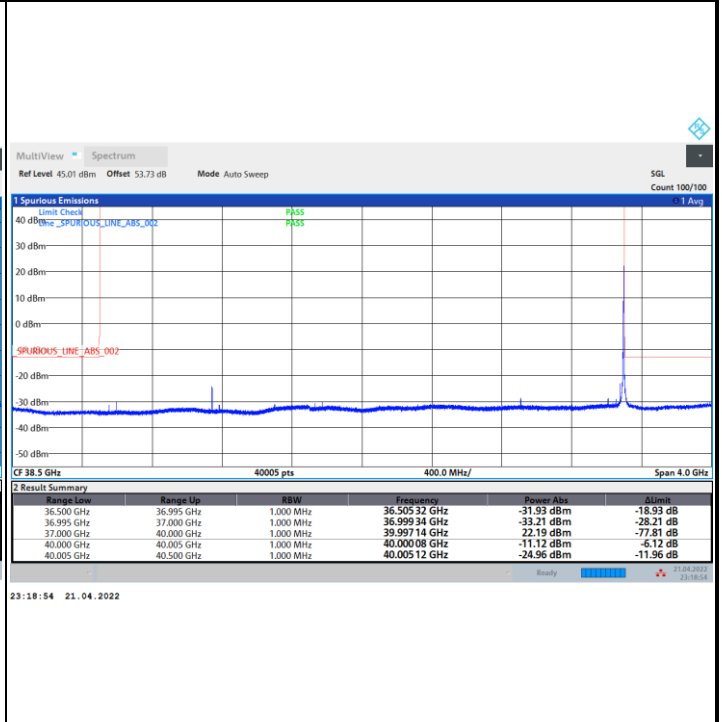 MultiView Spectrum
Ref Level 45.01 dBm Offset 53.73 dB Mode Auto Sweep SGL
Count 100/100
1 Spurious Emissions 1 Avg
Limit Check PASS
40 dBm Line _SPURIOUS_LINE_ABS_002 PASS
30 dBm
20 dBm
10 dBm
0 dBm
_SPURIOUS_LINE_ABS_002
-20 dBm
-30 dBm
-40 dBm
-50 dBm
CF 38.5 GHz 40005 pts 400.0 MHz/ Span 4.0 GHz
2 Result Summary
Range Low Range Up RBW Frequency Power Abs ΔLimit
36.500 GHz 36.995 GHz 1.000 MHz 36.505 32 GHz -31.93 dBm -18.93 dB
36.995 GHz 37.000 GHz 1.000 MHz 36.999 34 GHz -33.21 dBm -28.21 dB
37.000 GHz 40.000 GHz 1.000 MHz 39.997 14 GHz 22.19 dBm -77.81 dB
40.000 GHz 40.005 GHz 1.000 MHz 40.000 08 GHz -11.12 dBm -6.12 dB
40.005 GHz 40.500 GHz 1.000 MHz 40.005 12 GHz -24.96 dBm -11.96 dB
Ready 21.04.2022
23:18:54
23:18:54 21.04.2022